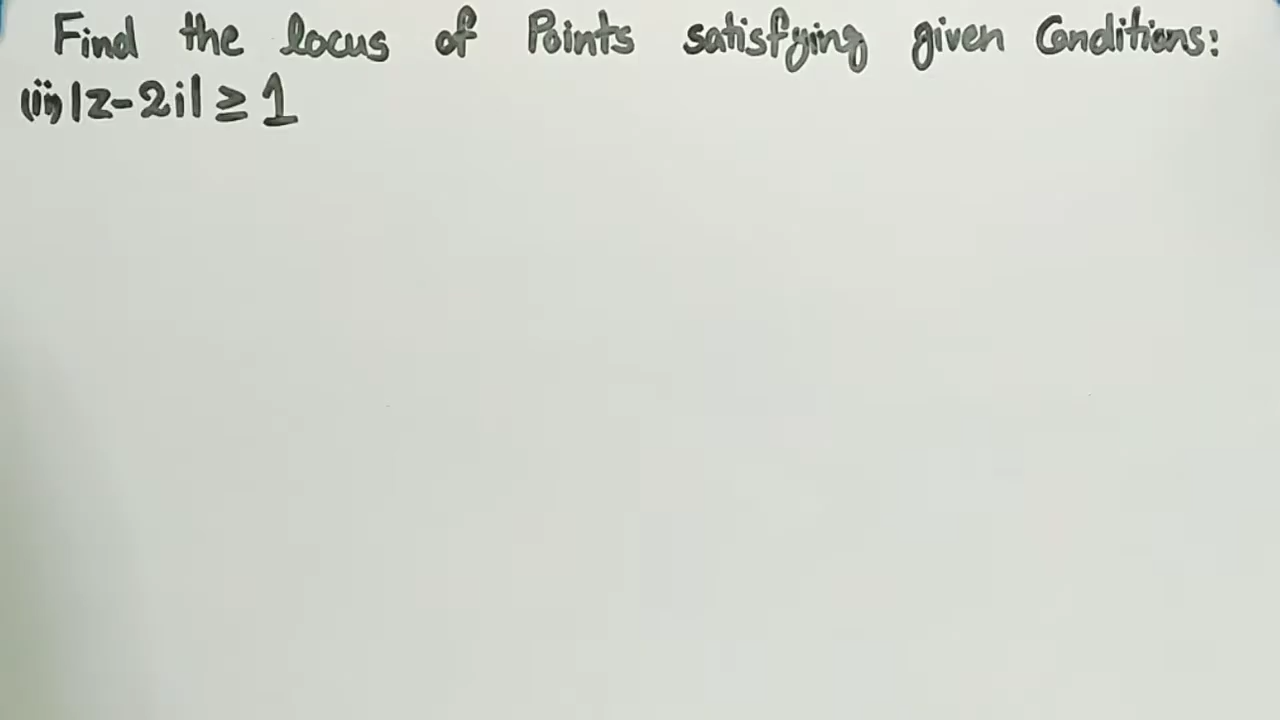 Find the locus of Points satisfying given Conditions:
(ii) |z-2i| ≥ 1